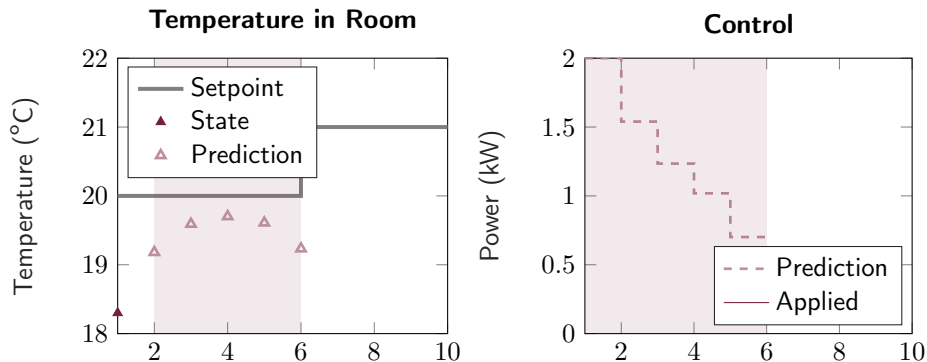 Temperature in Room
22
21
20
19
18
Temperature (°C)
Setpoint
State
Prediction
2 4 6 8 10
Control
2
1.5
1
0.5
0
Power (kW)
Prediction
Applied
2 4 6 8 10